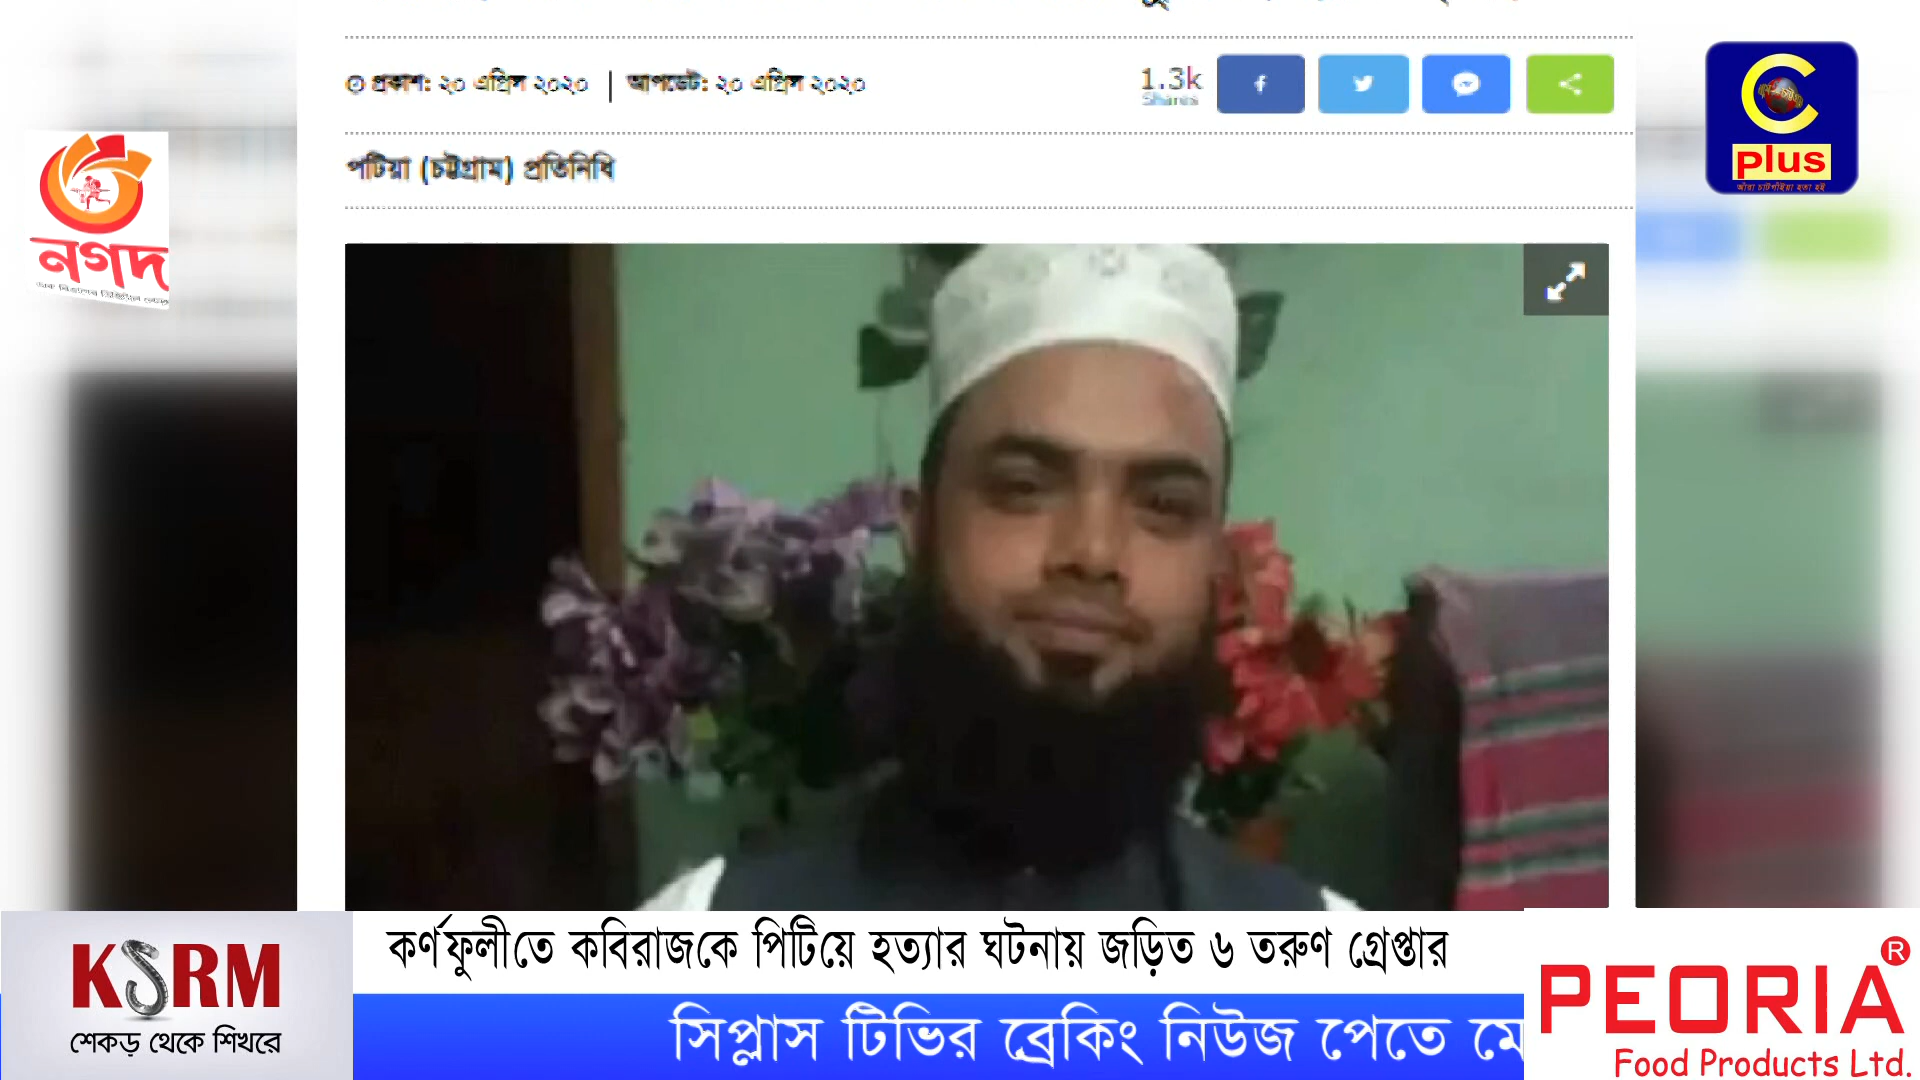 প্রকাশ: ২০ এপ্রিল ২০২০ | আপডেট: ২০ এপ্রিল ২০২০
1.3k
Shares
পটিয়া (চট্টগ্রাম) প্রতিনিধি
C
plus
নগদ
কর্ণফুলীতে কবিরাজকে পিটিয়ে হত্যার ঘটনায় জড়িত ৬ তরুণ গ্রেপ্তার
KSRM
শেকড় থেকে শিখরে
সিপ্লাস টিভির ব্রেকিং নিউজ পেতে মে
PEORIA®
Food Products Ltd.